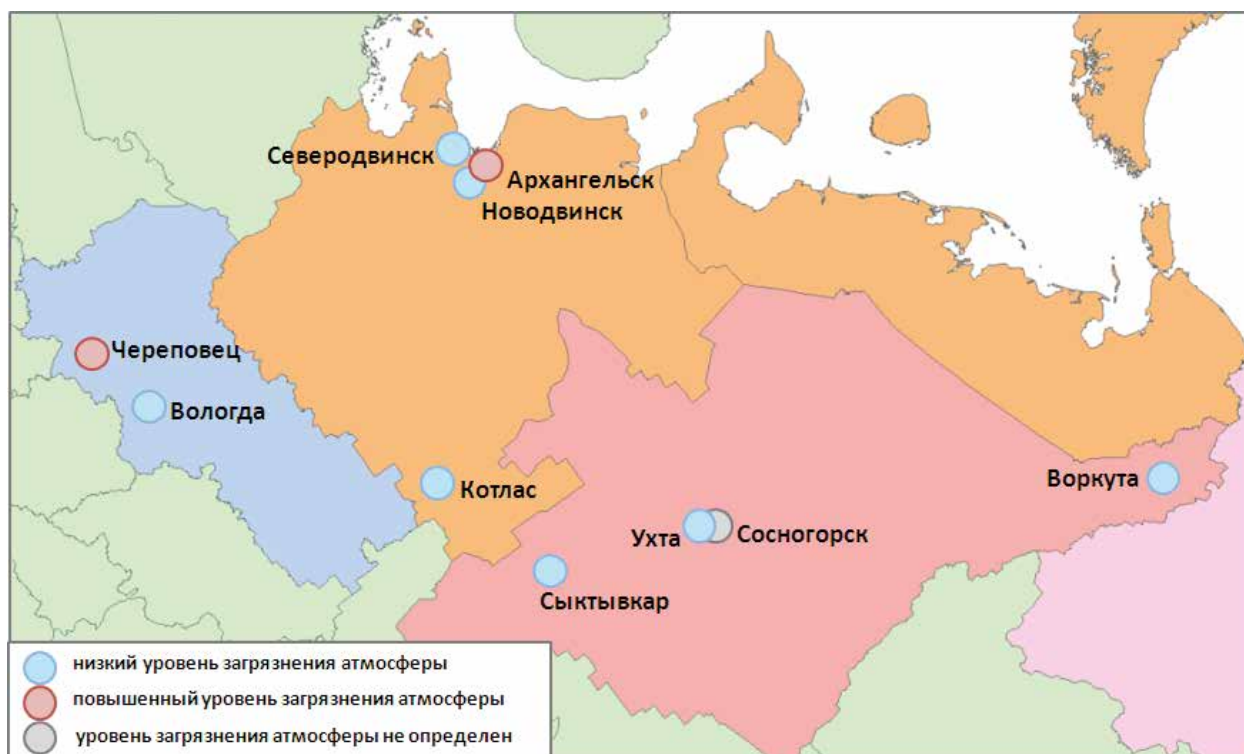 Северодвинск
Архангельск
Новодвинск
Череповец
Вологда
Котлас
Воркута
Ухта
Сосногорск
Сыктывкар
низкий уровень загрязнения атмосферы
повышенный уровень загрязнения атмосферы
уровень загрязнения атмосферы не определен